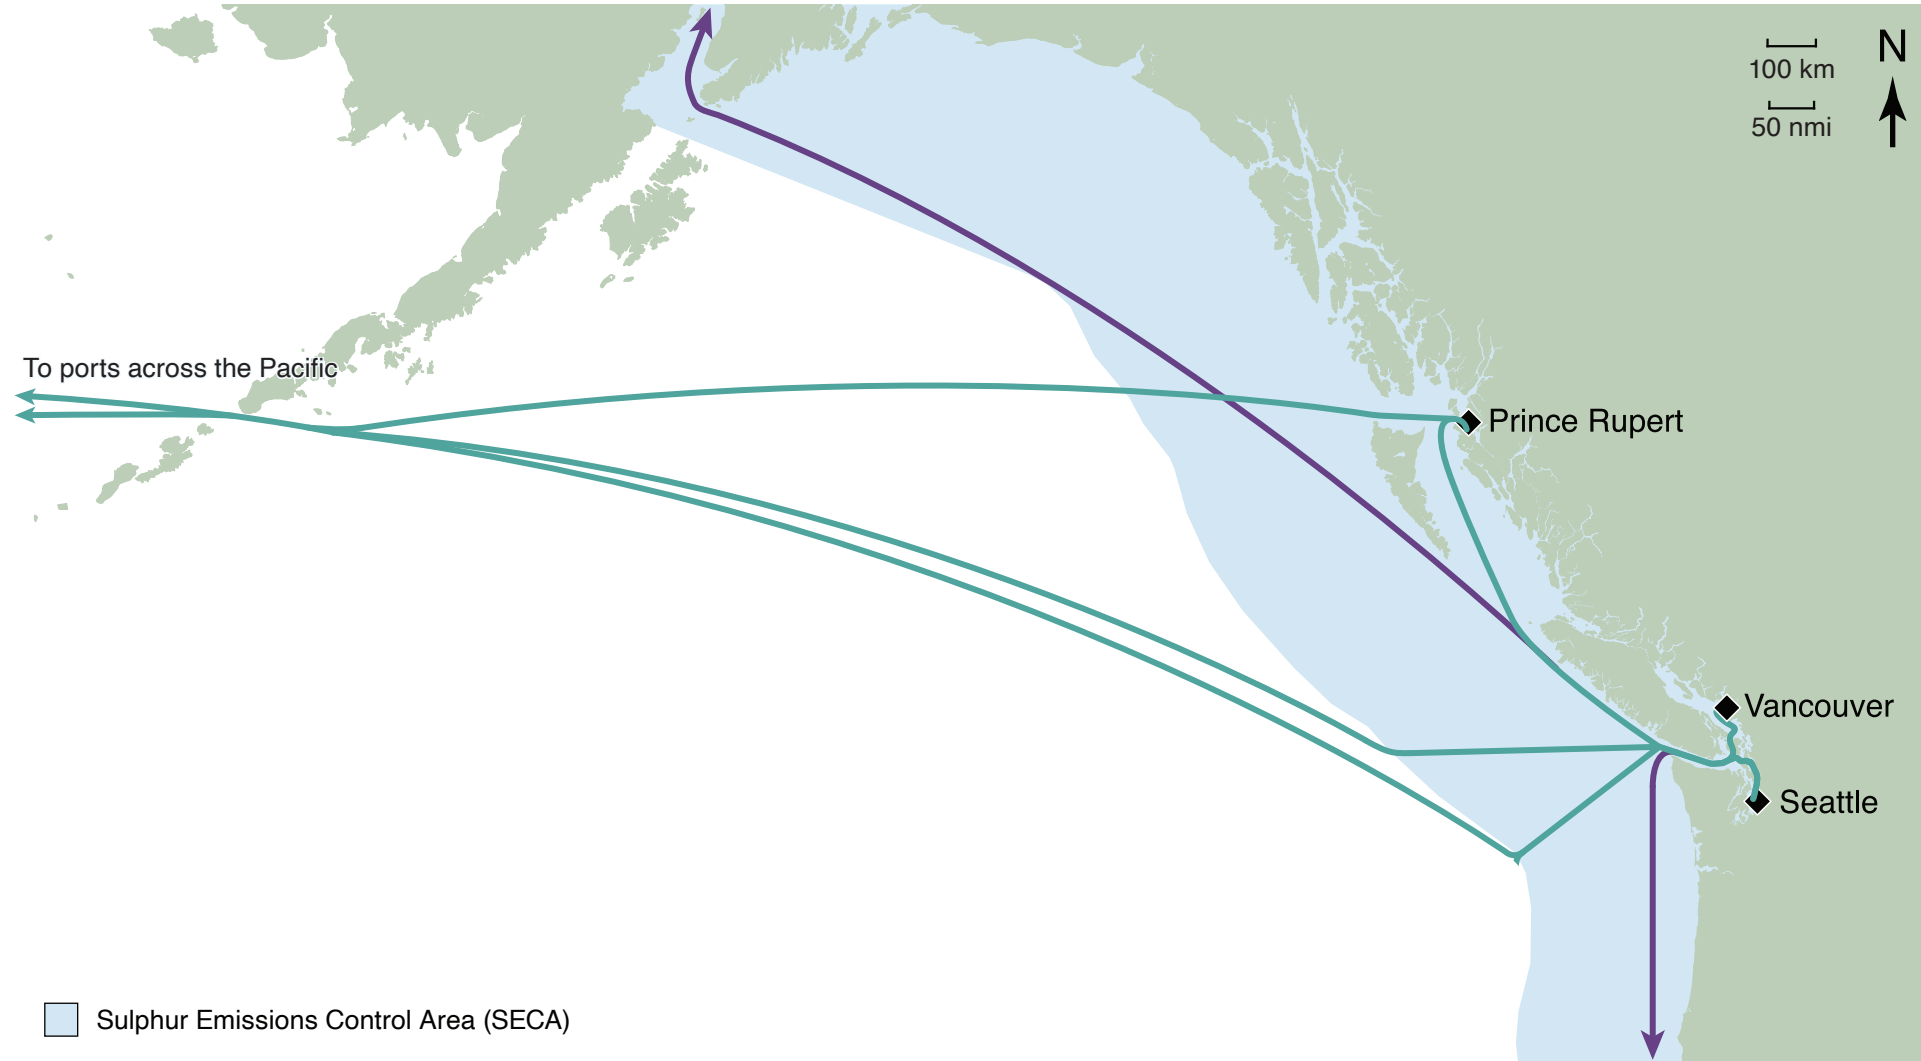 N
100 km
50 nmi
To ports across the Pacific
Prince Rupert
Vancouver
Seattle
Sulphur Emissions Control Area (SECA)